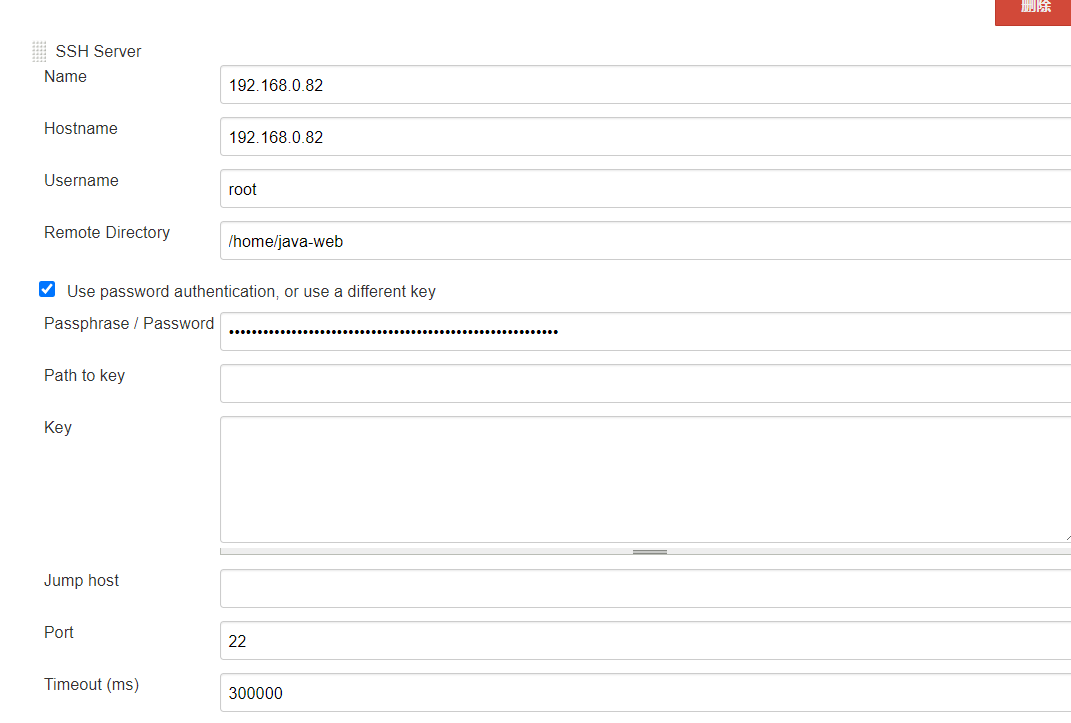 删除
SSH Server
Name
192.168.0.82
Hostname
192.168.0.82
Username
root
Remote Directory
/home/java-web
Use password authentication, or use a different key
Passphrase / Password
••••••••••••••••••••••••••••••••••••••••••••••••••••••••••
Path to key
Key
Jump host
Port
22
Timeout (ms)
300000